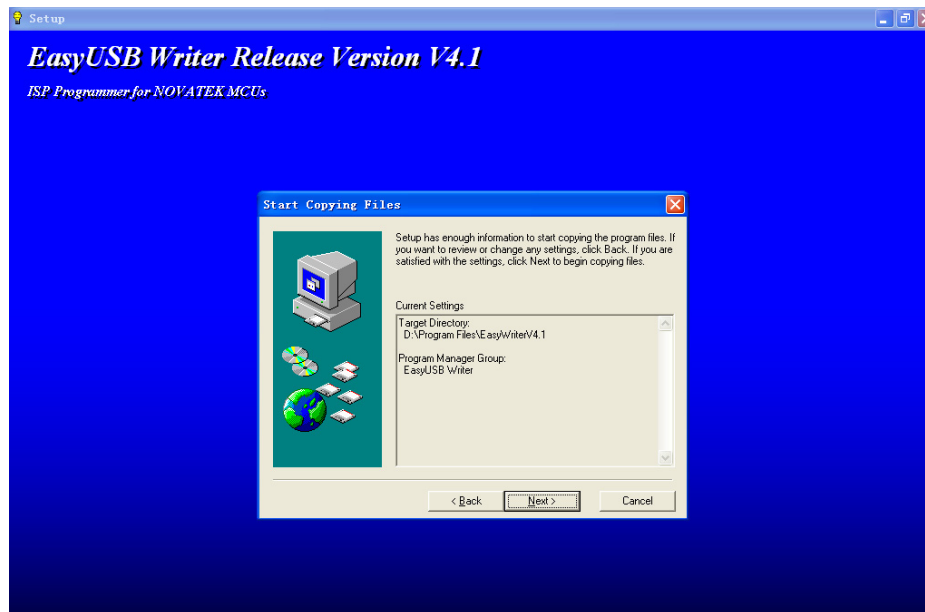 Setup
EasyUSB Writer Release Version V4.1
ISP Programmer for NOVATEK MCUs
Start Copying Files
Setup has enough information to start copying the program files. If
you want to review or change any settings, click Back. If you are
satisfied with the settings, click Next to begin copying files.
Current Settings
Target Directory:
D:\Program Files\EasyWriterV4.1
Program Manager Group:
EasyUSB Writer
< Back
Next >
Cancel